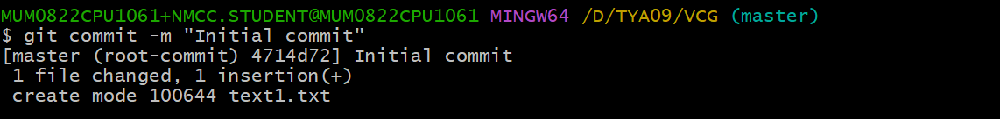 MUM0822CPU1061+NMCC.STUDENT@MUM0822CPU1061 MINGW64 /D/TYA09/VCG (master)
$ git commit -m "Initial commit"
[master (root-commit) 4714d72] Initial commit
 1 file changed, 1 insertion(+)
 create mode 100644 text1.txt